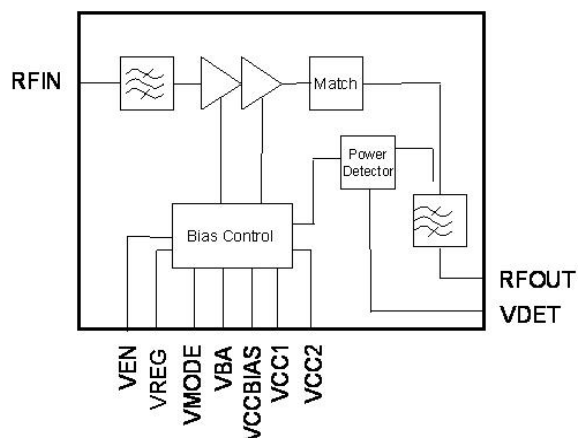 RFIN
Match
Power
Detector
Bias Control
RFOUT
VDET
VEN
VREG
VMODE
VBA
VCCBIAS
VCC1
VCC2